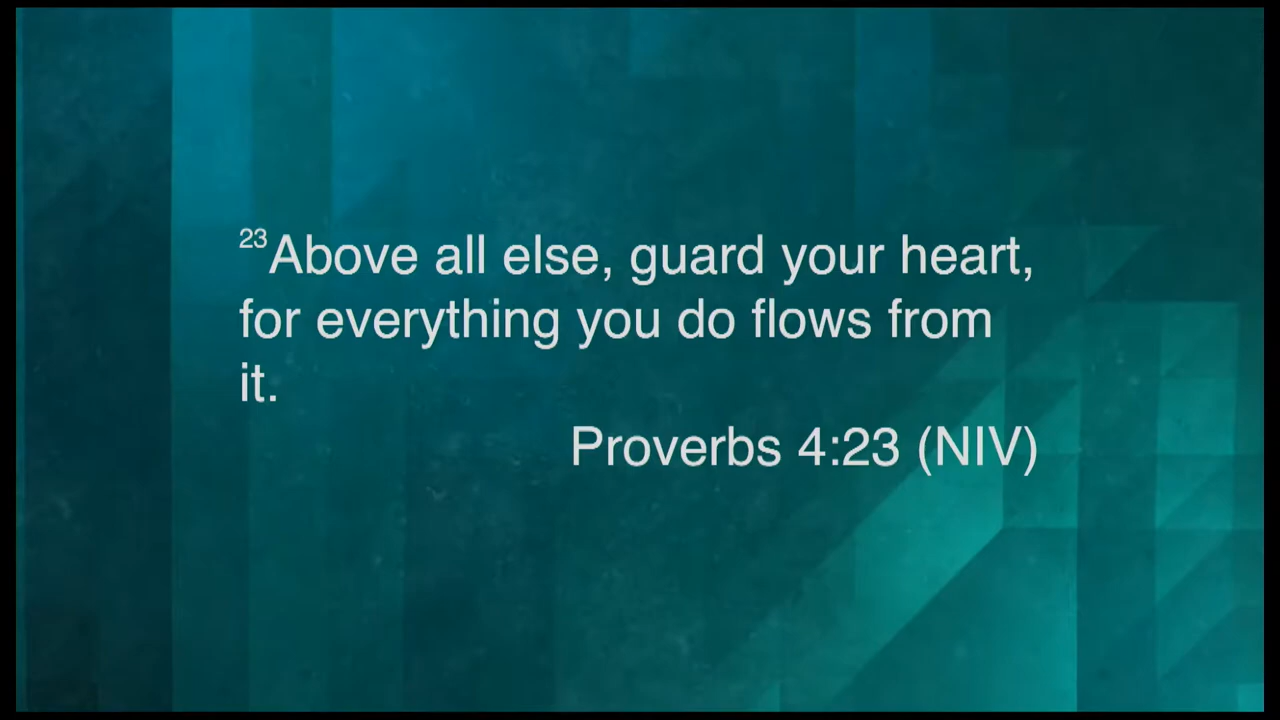 23Above all else, guard your heart,
for everything you do flows from
it.
Proverbs 4:23 (NIV)